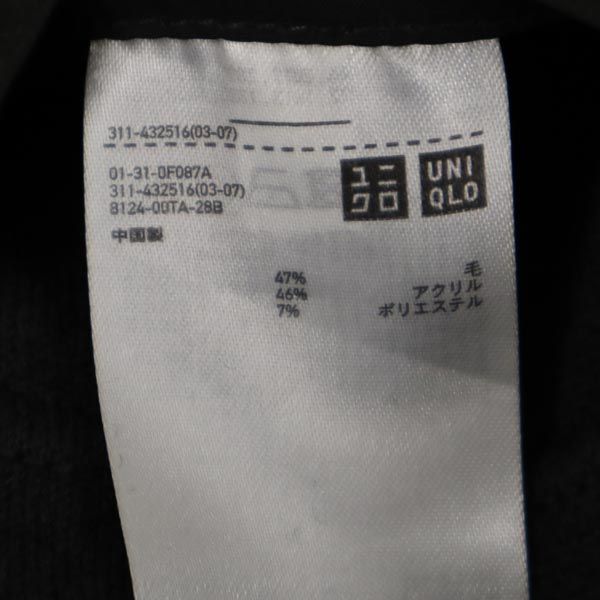 311-432516(03-07)
01-31-0F087A
311-432516(03-07)
8124-00TA-28B
中国製
ユニ
クロ
UNI
QLO
47% 毛
46% アクリル
7% ポリエステル